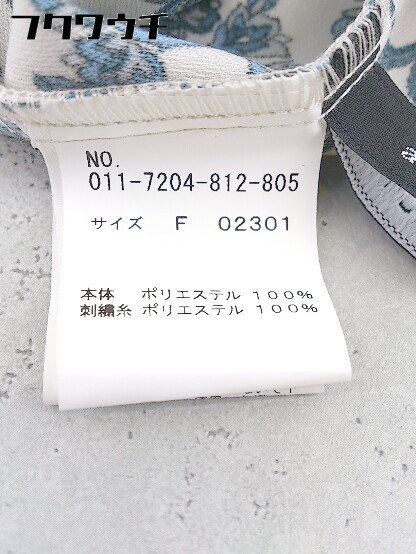 フクウウチ
NO.
011-7204-812-805
サイズ F 02301
本体 ポリエステル 100%
刺繍糸 ポリエステル 100%